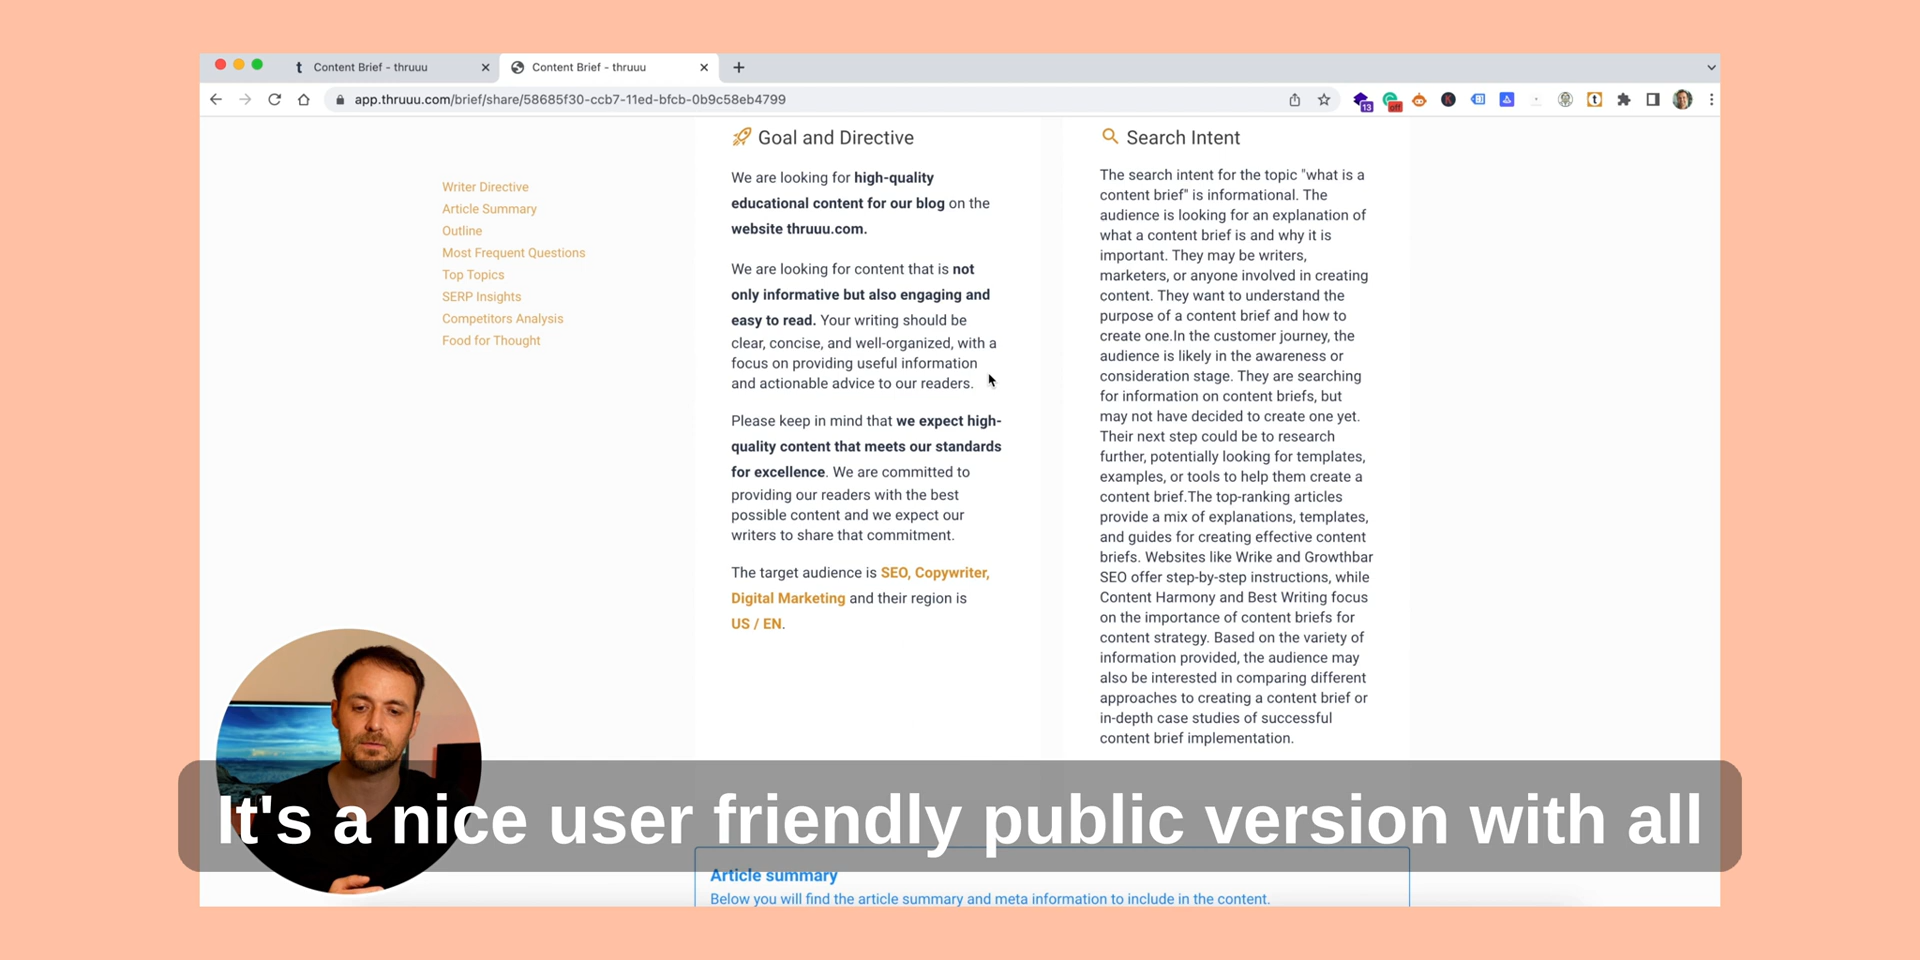 Content Brief - thruuu
Content Brief - thruuu
app.thruuu.com/brief/share/58685f30-ccb7-11ed-bfcb-0b9c58eb4799
13
off
Writer Directive
Article Summary
Outline
Most Frequent Questions
Top Topics
SERP Insights
Competitors Analysis
Food for Thought
Goal and Directive
We are looking for high-quality
educational content for our blog on the
website thruuu.com.
We are looking for content that is not
only informative but also engaging and
easy to read. Your writing should be
clear, concise, and well-organized, with a
focus on providing useful information
and actionable advice to our readers.
Please keep in mind that we expect high-
quality content that meets our standards
for excellence. We are committed to
providing our readers with the best
possible content and we expect our
writers to share that commitment.
The target audience is SEO, Copywriter,
Digital Marketing and their region is
US / EN.
Search Intent
The search intent for the topic "what is a
content brief" is informational. The
audience is looking for an explanation of
what a content brief is and why it is
important. They may be writers,
marketers, or anyone involved in creating
content. They want to understand the
purpose of a content brief and how to
create one.In the customer journey, the
audience is likely in the awareness or
consideration stage. They are searching
for information on content briefs, but
may not have decided to create one yet.
Their next step could be to research
further, potentially looking for templates,
examples, or tools to help them create a
content brief.The top-ranking articles
provide a mix of explanations, templates,
and guides for creating effective content
briefs. Websites like Wrike and Growthbar
SEO offer step-by-step instructions, while
Content Harmony and Best Writing focus
on the importance of content briefs for
content strategy. Based on the variety of
information provided, the audience may
also be interested in comparing different
approaches to creating a content brief or
in-depth case studies of successful
content brief implementation.
It's a nice user friendly public version with all
Article summary
Below you will find the article summary and meta information to include in the content.